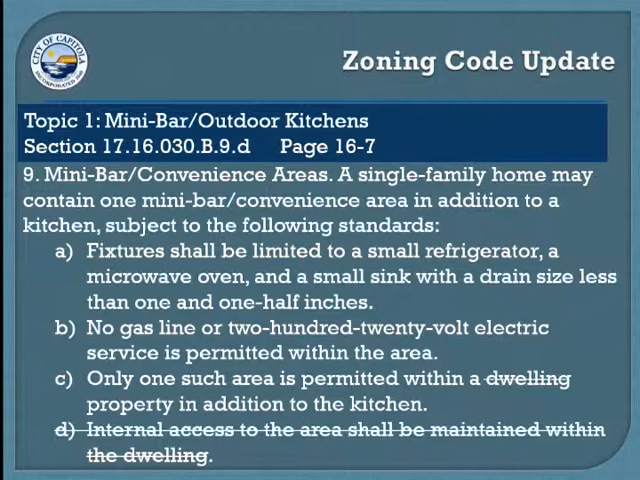 CITY OF CAPITOLA
INCORPORATED 1949
Zoning Code Update
Topic 1: Mini-Bar/Outdoor Kitchens
Section 17.16.030.B.9.d Page 16-7
9. Mini-Bar/Convenience Areas. A single-family home may
contain one mini-bar/convenience area in addition to a
kitchen, subject to the following standards:
a) Fixtures shall be limited to a small refrigerator, a
microwave oven, and a small sink with a drain size less
than one and one-half inches.
b) No gas line or two-hundred-twenty-volt electric
service is permitted within the area.
c) Only one such area is permitted within a dwelling
property in addition to the kitchen.
d) Internal access to the area shall be maintained within
the dwelling.